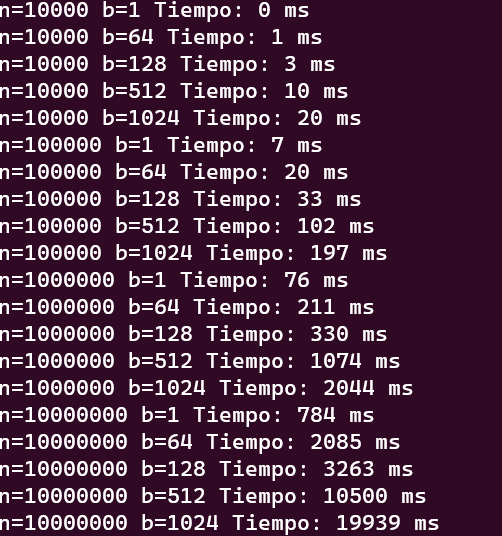 n=10000 b=1 Tiempo: 0 ms
n=10000 b=64 Tiempo: 1 ms
n=10000 b=128 Tiempo: 3 ms
n=10000 b=512 Tiempo: 10 ms
n=10000 b=1024 Tiempo: 20 ms
n=100000 b=1 Tiempo: 7 ms
n=100000 b=64 Tiempo: 20 ms
n=100000 b=128 Tiempo: 33 ms
n=100000 b=512 Tiempo: 102 ms
n=100000 b=1024 Tiempo: 197 ms
n=1000000 b=1 Tiempo: 76 ms
n=1000000 b=64 Tiempo: 211 ms
n=1000000 b=128 Tiempo: 330 ms
n=1000000 b=512 Tiempo: 1074 ms
n=1000000 b=1024 Tiempo: 2044 ms
n=10000000 b=1 Tiempo: 784 ms
n=10000000 b=64 Tiempo: 2085 ms
n=10000000 b=128 Tiempo: 3263 ms
n=10000000 b=512 Tiempo: 10500 ms
n=10000000 b=1024 Tiempo: 19939 ms